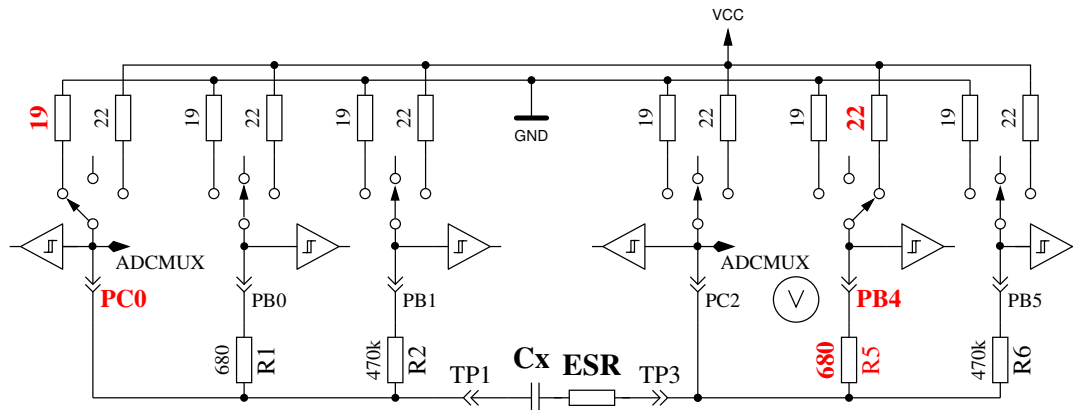 VCC
19
22
19
22
19
22
GND
19
22
19
22
19
22
ADCMUX
ADCMUX
PC0
PB0
PB1
PC2
V
PB4
PB5
680
R1
470k
R2
TP1
Cx
ESR
TP3
680
R5
470k
R6